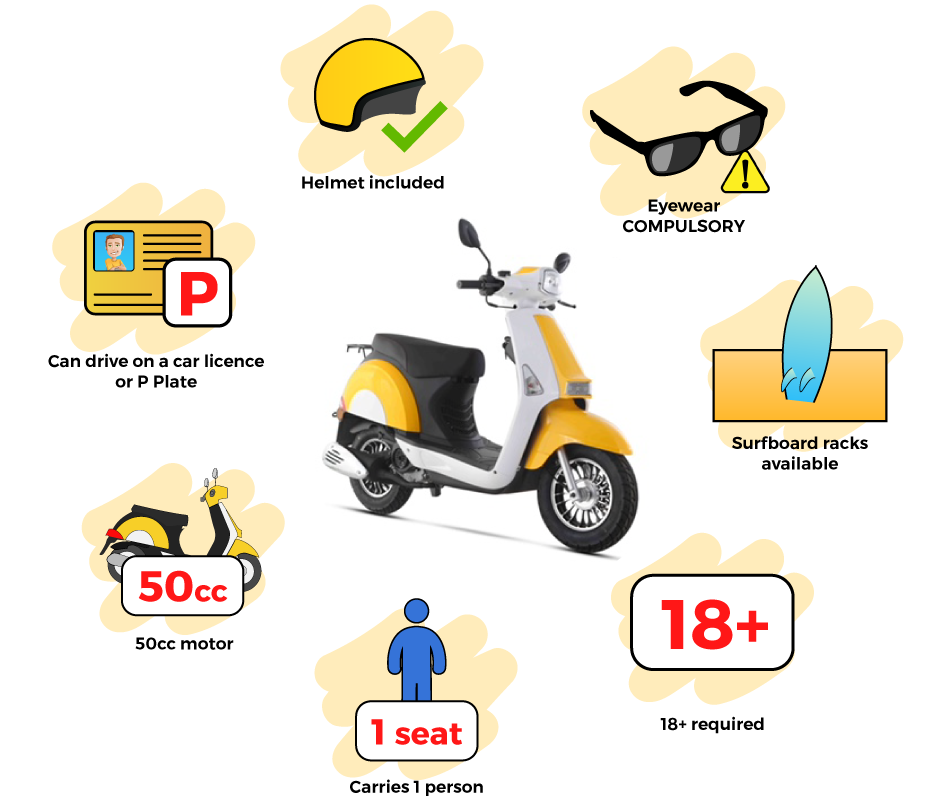 Helmet included
Eyewear
COMPULSORY
P
Can drive on a car licence
or P Plate
Surfboard racks
available
50cc
50cc motor
1 seat
Carries 1 person
18+
18+ required